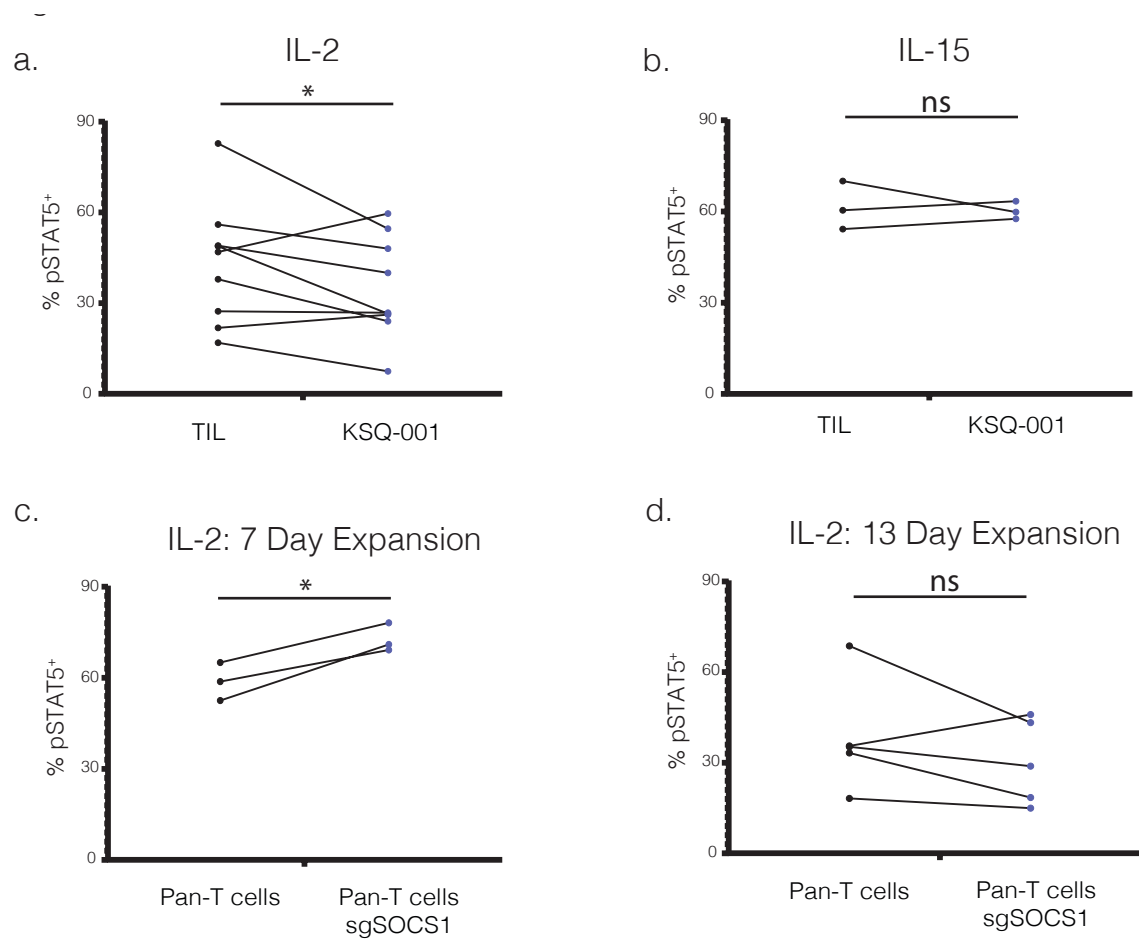 a.
IL-2
*
90
60
30
0
% pSTAT5+
TIL
KSQ-001
b.
IL-15
ns
90
60
30
0
% pSTAT5+
TIL
KSQ-001
c.
IL-2: 7 Day Expansion
*
90
60
30
0
% pSTAT5+
Pan-T cells
Pan-T cells
sgSOCS1
d.
IL-2: 13 Day Expansion
ns
90
60
30
0
% pSTAT5+
Pan-T cells
Pan-T cells
sgSOCS1